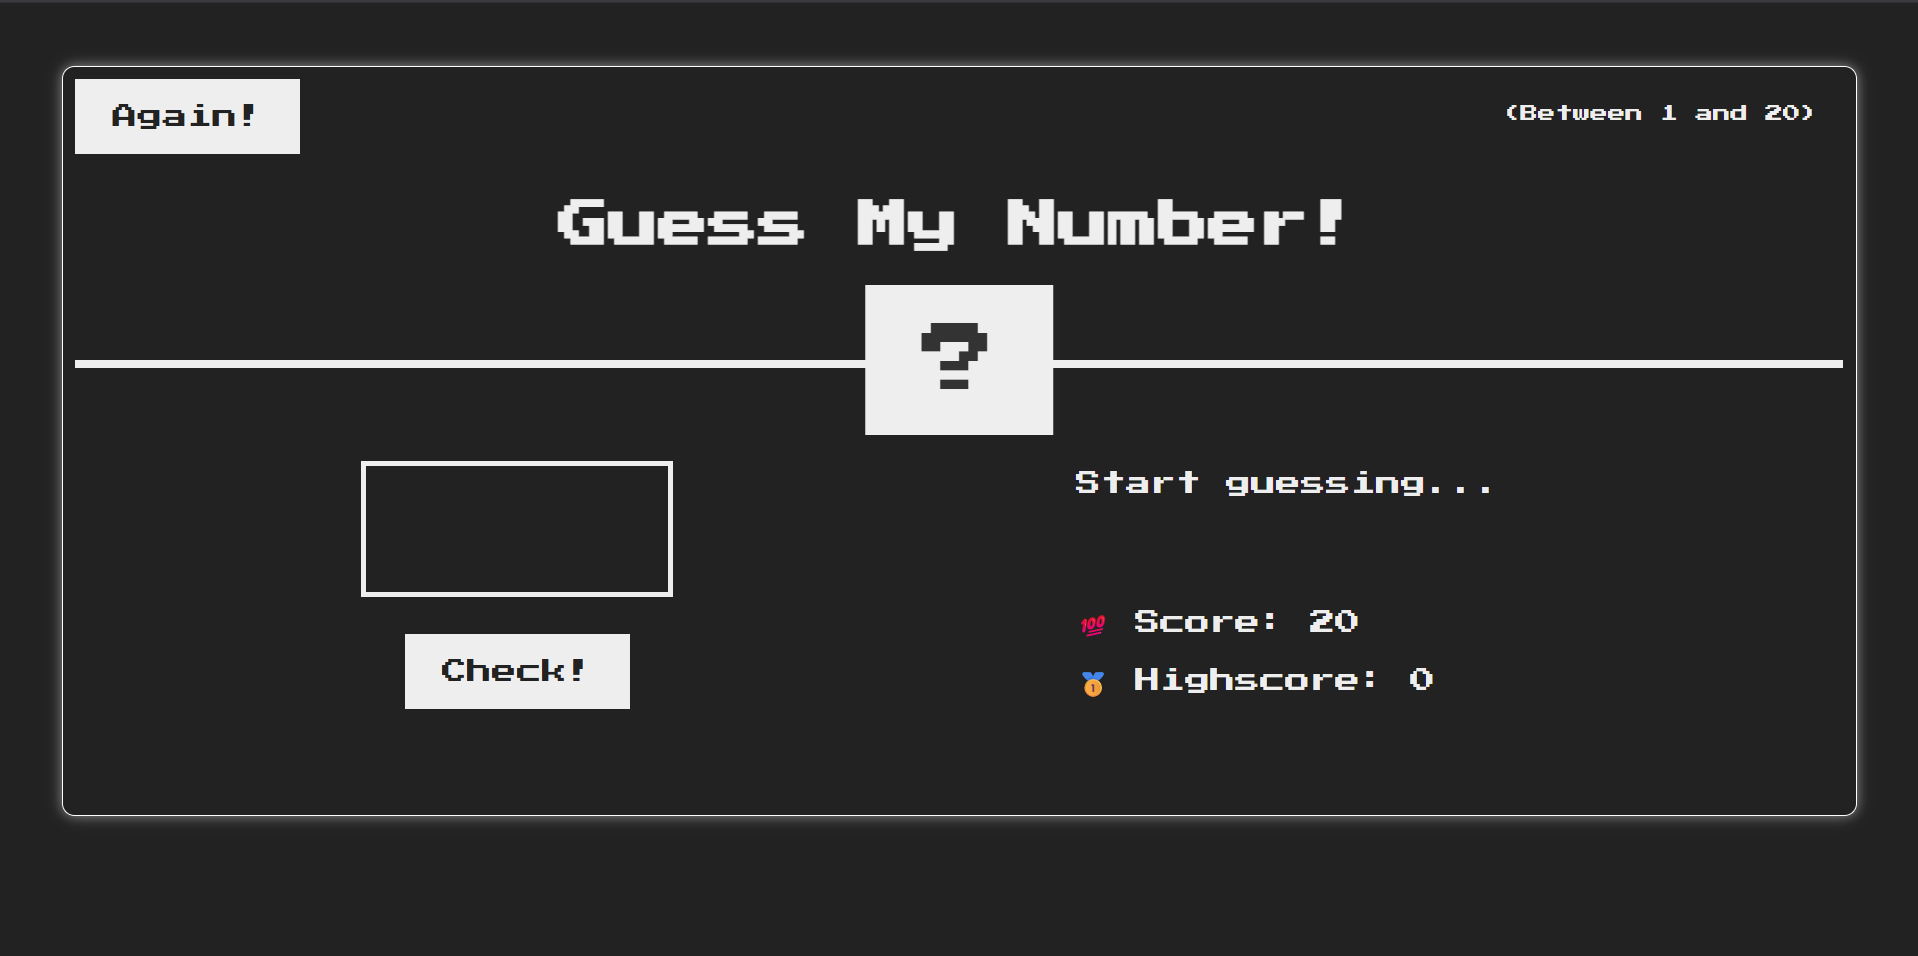 Again!
(Between 1 and 20)
Guess My Number!
?
Start guessing...
Check!
💯 Score: 20
🥇 Highscore: 0